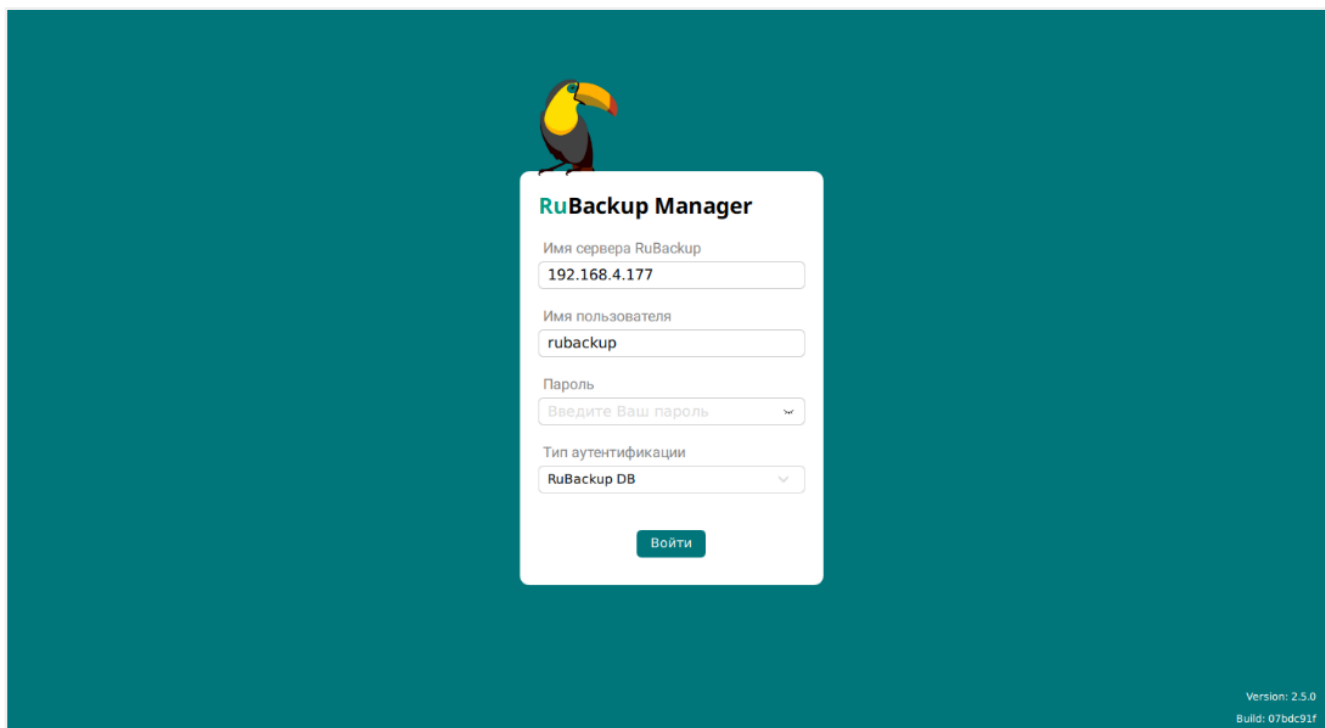 RuBackup Manager
Имя сервера RuBackup
192.168.4.177
Имя пользователя
rubackup
Пароль
Введите Ваш пароль
Тип аутентификации
RuBackup DB
Войти
Version: 2.5.0
Build: 07bdc91f